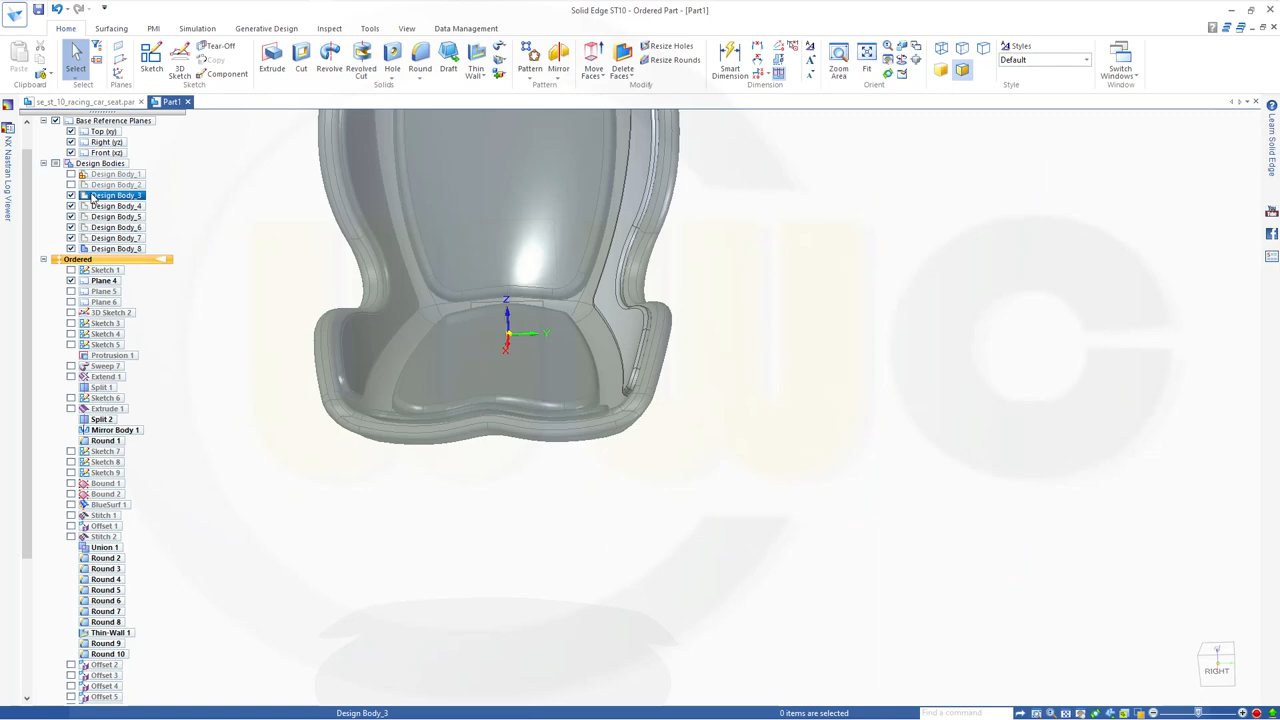 Solid Edge ST10 - Ordered Part - [Part1]
Home Surfacing PMI Simulation Generative Design Inspect Tools View Data Management
Paste
Clipboard
Select
Select
Planes
Sketch
3D Sketch
Tear-Off
Copy
Component
Sketch
Extrude
Cut
Revolve
Revolved Cut
Hole
Round
Draft
Thin Wall
Solids
Pattern
Mirror
Pattern
Move Faces
Delete Faces
Resize Holes
Resize Rounds
Modify
Smart Dimension
Dimension
Zoom Area
Fit
Orient
Styles
Default
Style
Switch Windows
Window
se_st_10_racing_car_seat.par
Part1
NX Nastran Log Viewer
Learn Solid Edge
Base Reference Planes
Top (xy)
Right (yz)
Front (xz)
Design Bodies
Design Body_1
Design Body_2
Design Body_3
Design Body_4
Design Body_5
Design Body_6
Design Body_7
Design Body_8
Ordered
Sketch 1
Plane 4
Plane 5
Plane 6
3D Sketch 2
Sketch 3
Sketch 4
Sketch 5
Protrusion 1
Sweep 7
Extend 1
Split 1
Sketch 6
Extrude 1
Split 2
Mirror Body 1
Round 1
Sketch 7
Sketch 8
Sketch 9
Bound 1
Bound 2
BlueSurf 1
Stitch 1
Offset 1
Stitch 2
Union 1
Round 2
Round 3
Round 4
Round 5
Round 6
Round 7
Round 8
Thin-Wall 1
Round 9
Round 10
Offset 2
Offset 3
Offset 4
Offset 5
Z
Y
X
RIGHT
Design Body_3
0 items are selected
Find a command